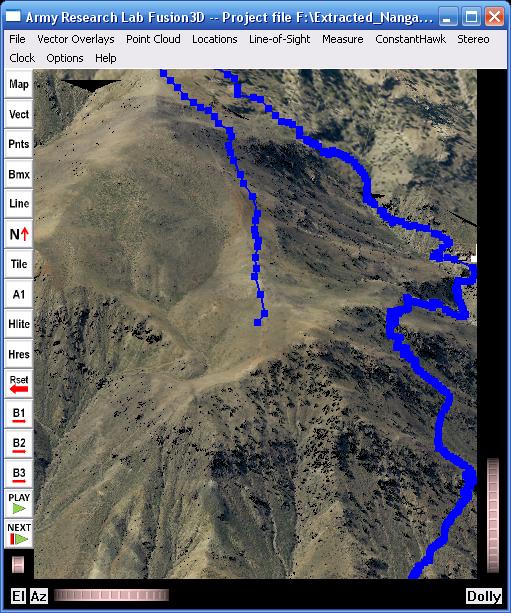 Army Research Lab Fusion3D -- Project file F:\Extracted_Nanga...
File Vector Overlays Point Cloud Locations Line-of-Sight Measure ConstantHawk Stereo
Clock Options Help
Map
Vect
Pnts
Bmx
Line
N
Tile
A1
Hlite
Hres
Rset
B1
B2
B3
PLAY
NEXT
El Az Dolly